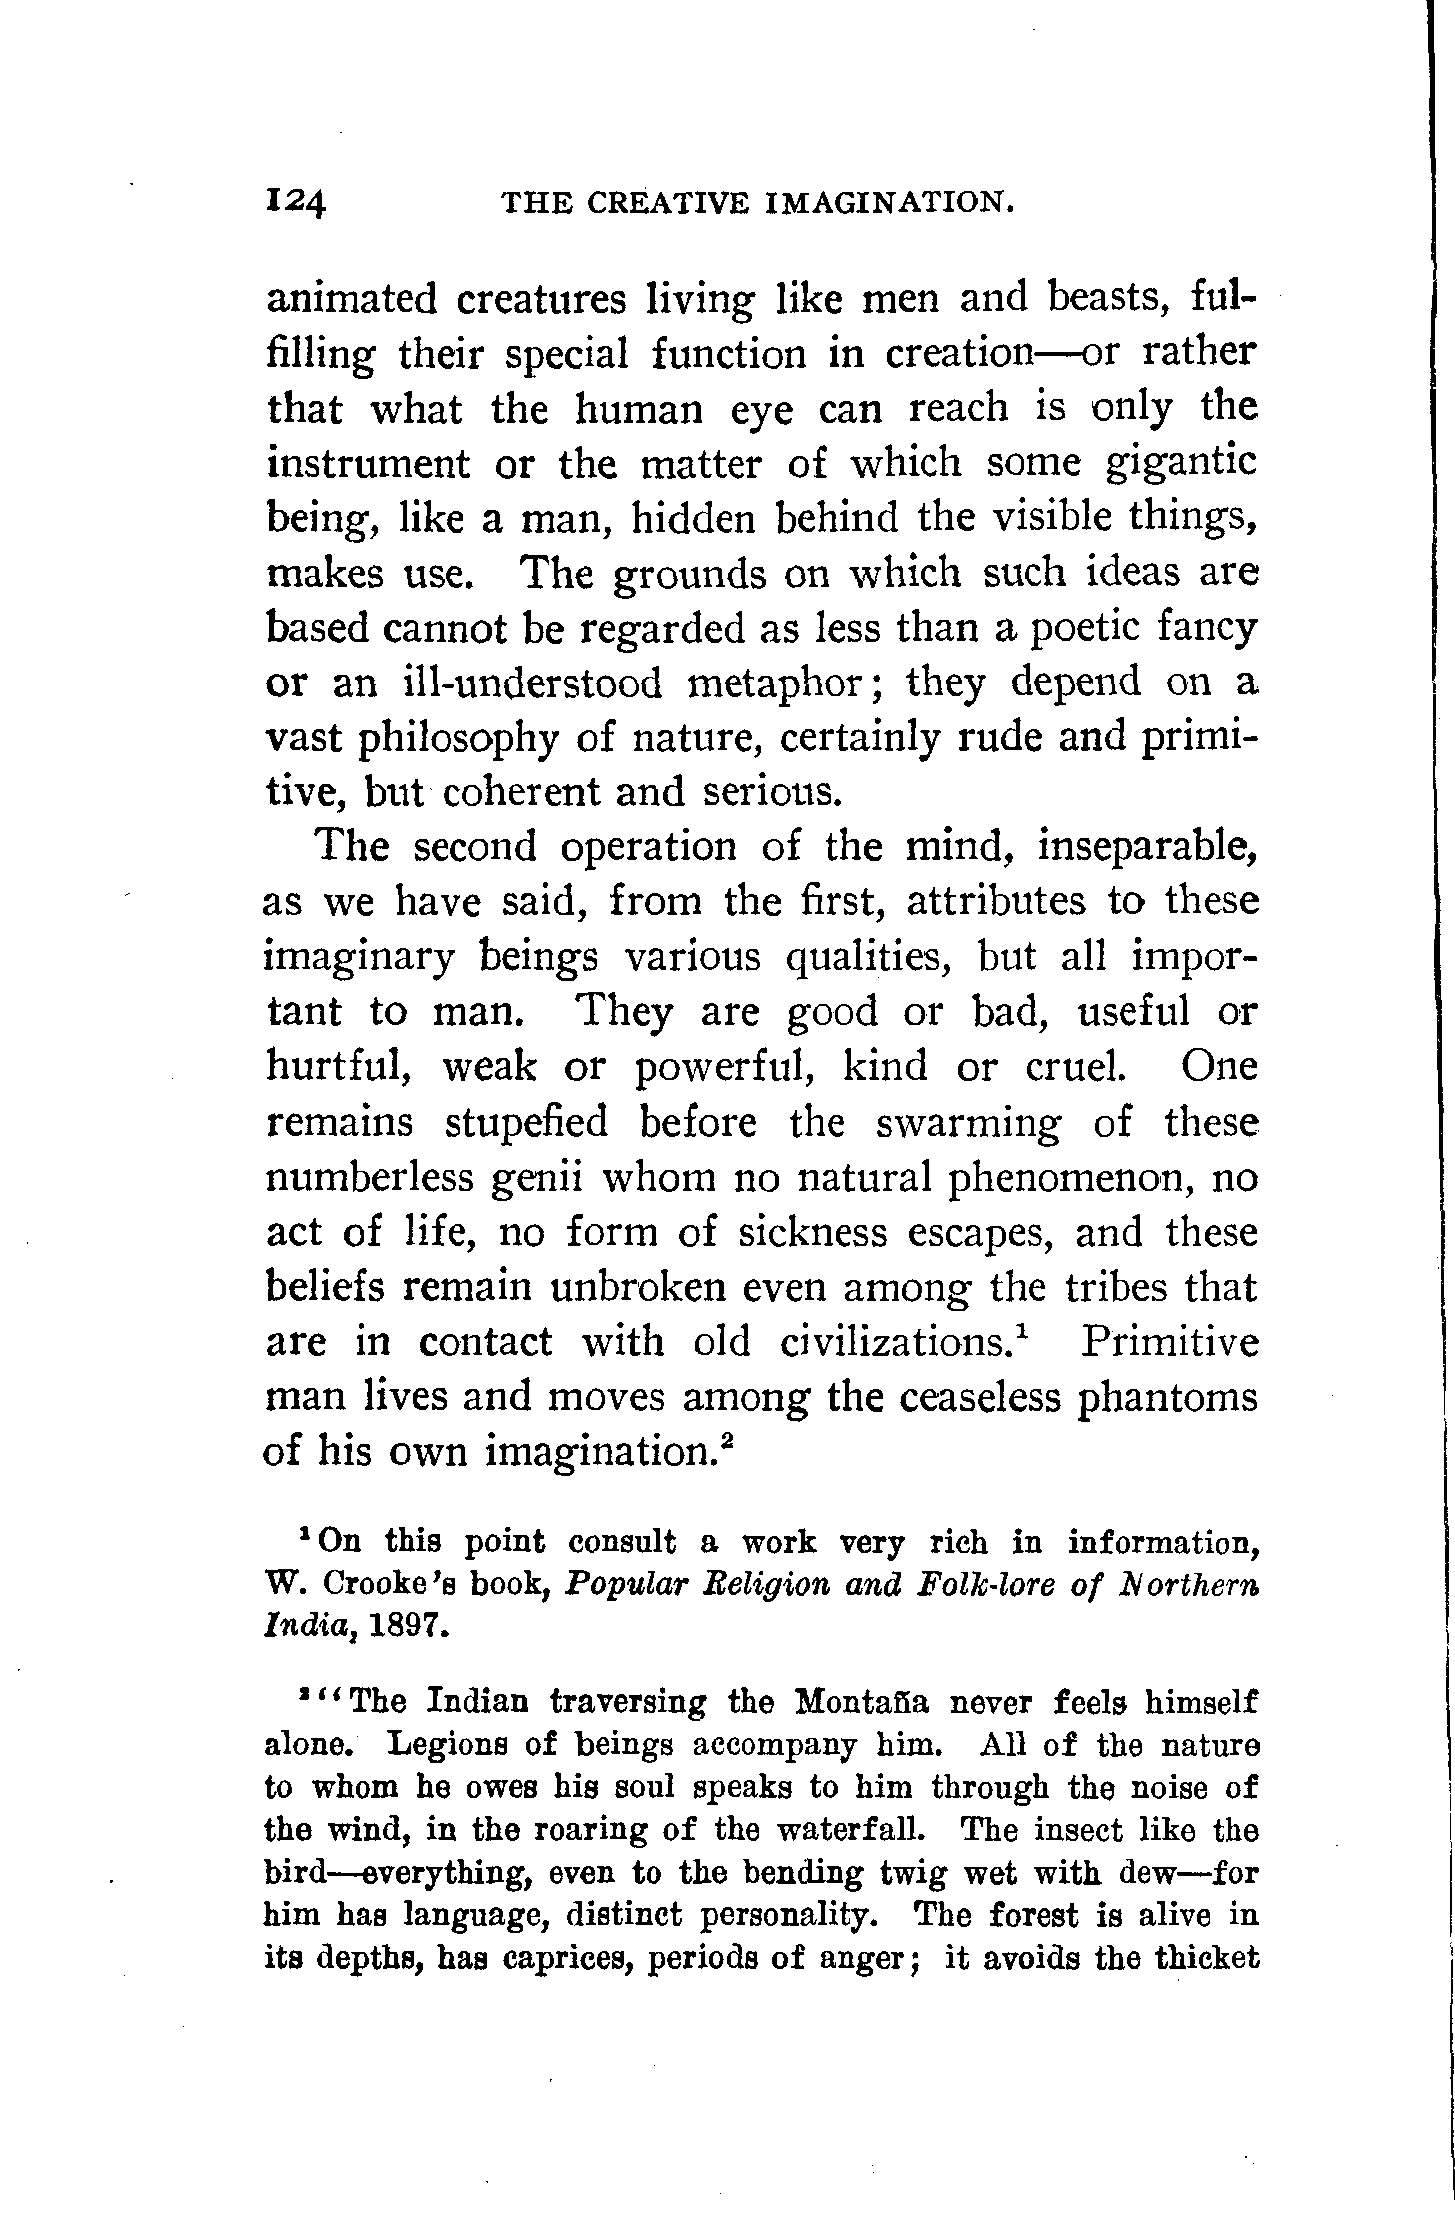 124 THE CREATIVE IMAGINATION.
animated creatures living like men and beasts, ful-
filling their special function in creation—or rather
that what the human eye can reach is only the
instrument or the matter of which some gigantic
being, like a man, hidden behind the visible things,
makes use. The grounds on which such ideas are
based cannot be regarded as less than a poetic fancy
or an ill-understood metaphor; they depend on a
vast philosophy of nature, certainly rude and primi-
tive, but coherent and serious.
The second operation of the mind, inseparable,
as we have said, from the first, attributes to these
imaginary beings various qualities, but all impor-
tant to man. They are good or bad, useful or
hurtful, weak or powerful, kind or cruel. One
remains stupefied before the swarming of these
numberless genii whom no natural phenomenon, no
act of life, no form of sickness escapes, and these
beliefs remain unbroken even among the tribes that
are in contact with old civilizations.¹ Primitive
man lives and moves among the ceaseless phantoms
of his own imagination.²
¹ On this point consult a work very rich in information,
W. Crooke's book, Popular Religion and Folk-lore of Northern
India, 1897.
² "The Indian traversing the Montaña never feels himself
alone. Legions of beings accompany him. All of the nature
to whom he owes his soul speaks to him through the noise of
the wind, in the roaring of the waterfall. The insect like the
bird—everything, even to the bending twig wet with dew—for
him has language, distinct personality. The forest is alive in
its depths, has caprices, periods of anger; it avoids the thicket